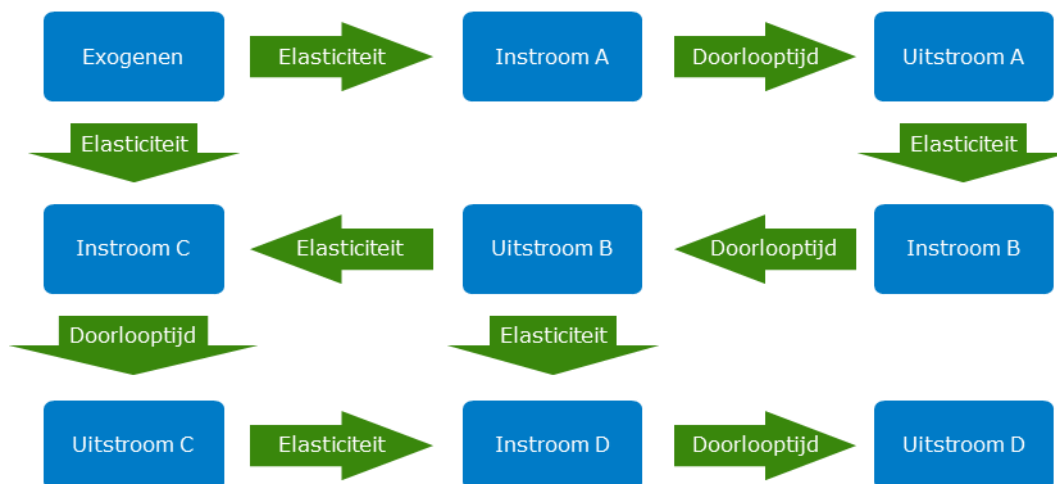 Exogenen
Elasticiteit
Instroom A
Doorlooptijd
Uitstroom A
Elasticiteit
Elasticiteit
Instroom C
Elasticiteit
Uitstroom B
Doorlooptijd
Instroom B
Doorlooptijd
Elasticiteit
Uitstroom C
Elasticiteit
Instroom D
Doorlooptijd
Uitstroom D